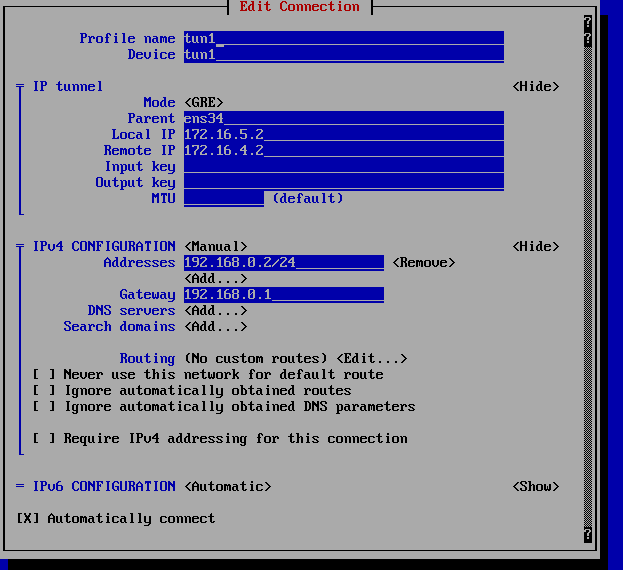 Edit Connection
Profile name tun1
Device tun1
IP tunnel <Hide>
Mode <GRE>
Parent ens34
Local IP 172.16.5.2
Remote IP 172.16.4.2
Input key
Output key
MTU (default)
IPv4 CONFIGURATION <Manual> <Hide>
Addresses 192.168.0.2/24 <Remove>
<Add...>
Gateway 192.168.0.1
DNS servers <Add...>
Search domains <Add...>
Routing (No custom routes) <Edit...>
[ ] Never use this network for default route
[ ] Ignore automatically obtained routes
[ ] Ignore automatically obtained DNS parameters
[ ] Require IPv4 addressing for this connection
IPv6 CONFIGURATION <Automatic> <Show>
[X] Automatically connect